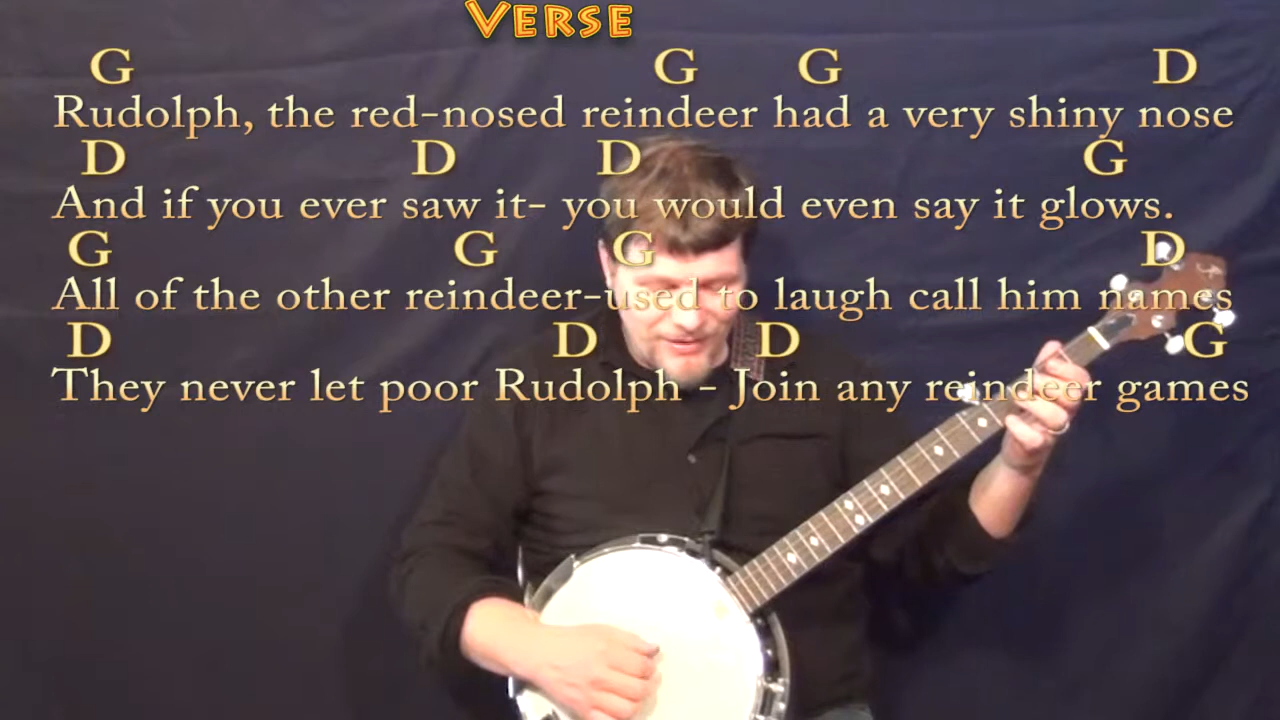 VERSE
G G G D
Rudolph, the red-nosed reindeer had a very shiny nose
D D D G
And if you ever saw it- you would even say it glows.
G G G D
All of the other reindeer-used to laugh call him names
D D D G
They never let poor Rudolph - Join any reindeer games